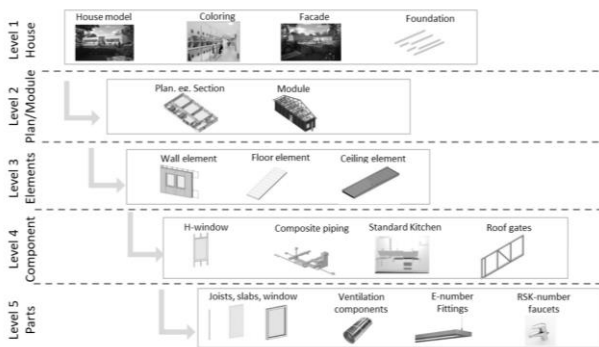 Level 1
House
House model
Coloring
Facade
Foundation
Level 2
Plan/Module
Plan, eg. Section
Module
Level 3
Elements
Wall element
Floor element
Ceiling element
Level 4
Component
H-window
Composite piping
Standard Kitchen
Roof gates
Level 5
Parts
Joists, slabs, window
Ventilation
components
E-number
Fittings
RSK-number
faucets